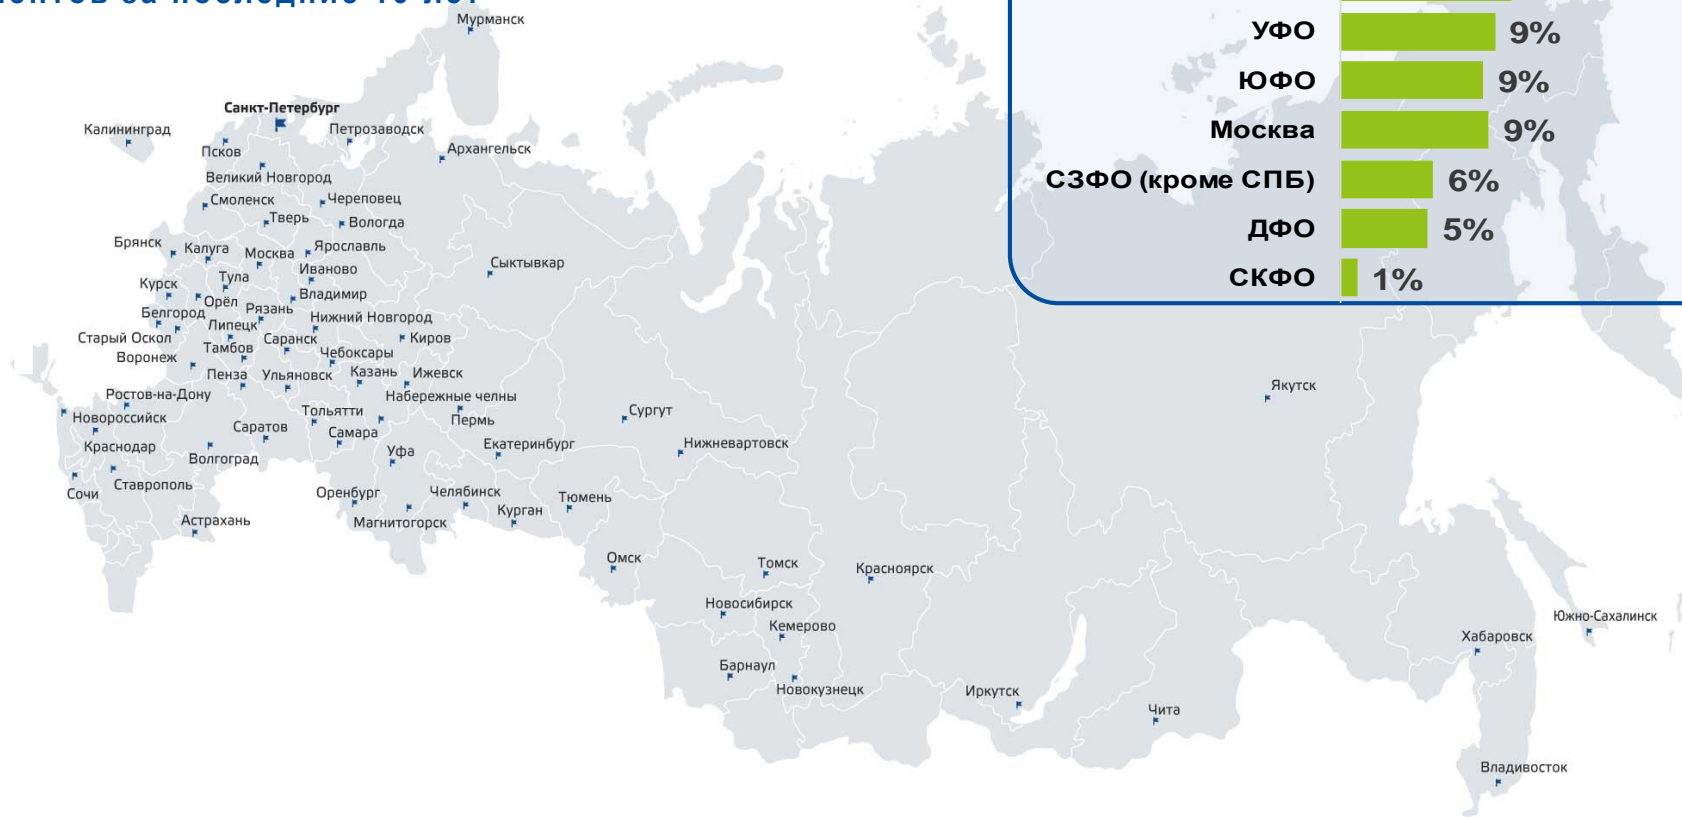 за последние 10 лет
Мурманск
УФО 9%
ЮФО 9%
Москва 9%
СЗФО (кроме СПБ) 6%
ДФО 5%
СКФО 1%
Санкт-Петербург
Калининград
Петрозаводск
Псков
Архангельск
Великий Новгород
Смоленск
Череповец
Тверь
Вологда
Брянск
Калуга
Москва
Ярославль
Сыктывкар
Тула
Иваново
Курск
Орёл
Владимир
Белгород
Рязань
Нижний Новгород
Липецк
Старый Оскол
Саранск
Киров
Воронеж
Тамбов
Чебоксары
Пенза
Ульяновск
Казань
Ижевск
Якутск
Ростов-на-Дону
Набережные челны
Новороссийск
Тольятти
Пермь
Сургут
Саратов
Самара
Краснодар
Екатеринбург
Нижневартовск
Волгоград
Уфа
Сочи
Ставрополь
Оренбург
Челябинск
Тюмень
Астрахань
Магнитогорск
Курган
Омск
Томск
Красноярск
Новосибирск
Кемерово
Южно-Сахалинск
Хабаровск
Барнаул
Новокузнецк
Иркутск
Чита
Владивосток